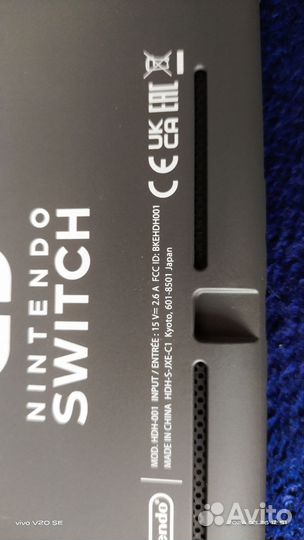 NINTENDO
SWITCH
MOD. HDH-001 INPUT / ENTRÉE : 15 V⎓ 2.6 A FCC ID: BKEHDH001
MADE IN CHINA HDH-S-JXE-C1 Kyoto, 601-8501 Japan
CE UK CA EAC
vivo V20 SE
Avito